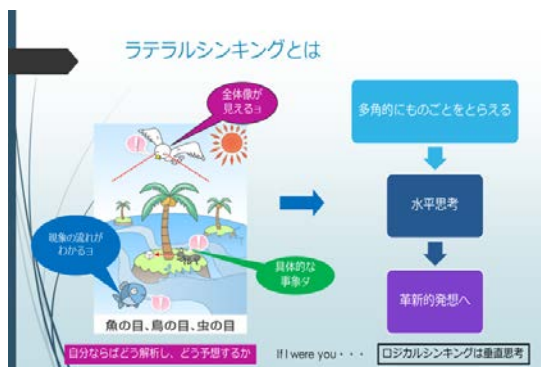 ラテラルシンキングとは
全体像が
見えるヨ
現象の流れが
わかるヨ
具体的な
事象ダ
魚の目、鳥の目、虫の目
多角的にものごとをとらえる
水平思考
革新的発想へ
自分ならばどう解析し、どう予想するか
If I were you・・・
ロジカルシンキングは垂直思考